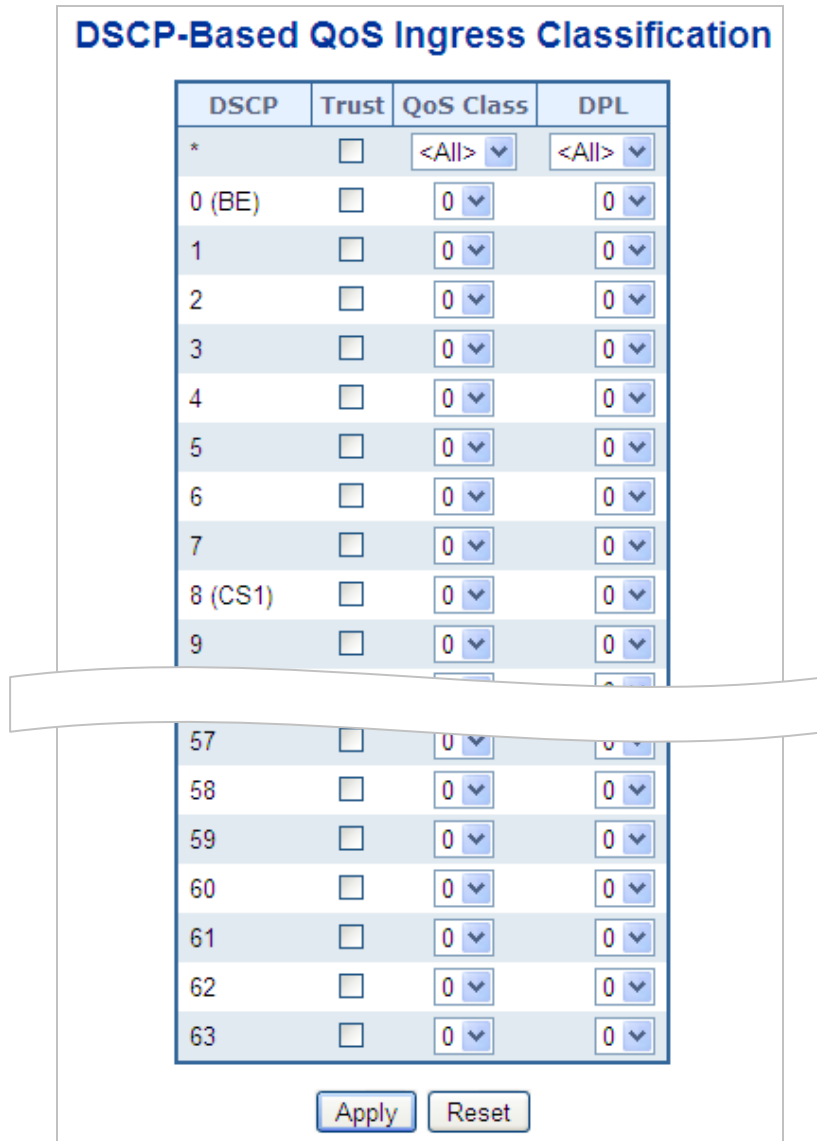 DSCP-Based QoS Ingress Classification
DSCP Trust QoS Class DPL
* <All> <All>
0 (BE) 0 0
1 0 0
2 0 0
3 0 0
4 0 0
5 0 0
6 0 0
7 0 0
8 (CS1) 0 0
9 0 0
57 0 0
58 0 0
59 0 0
60 0 0
61 0 0
62 0 0
63 0 0
Apply Reset